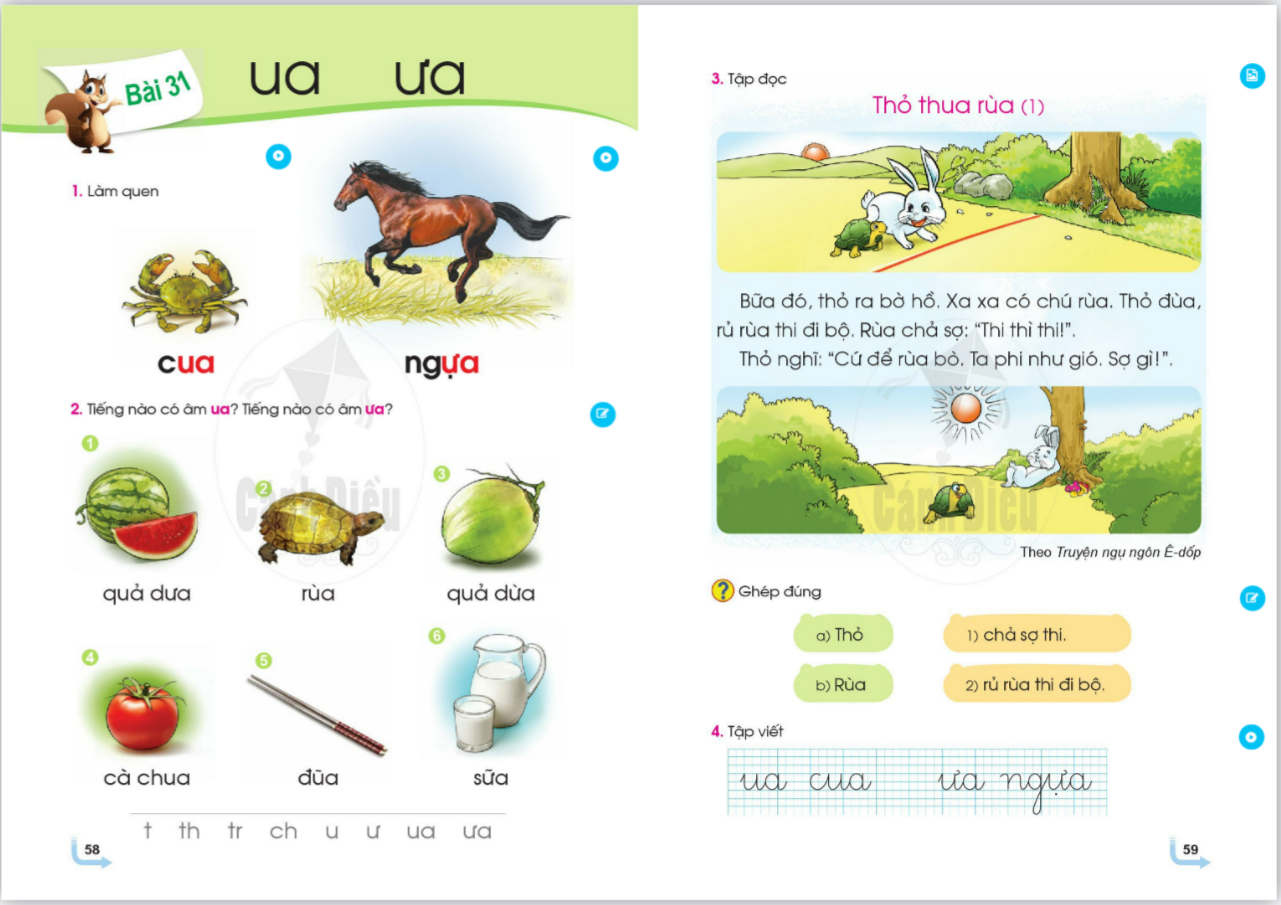 Bài 31
ua ưa
1. Làm quen
cua
ngựa
2. Tiếng nào có âm ua? Tiếng nào có âm ưa?
1
2
3
quả dưa
rùa
quả dừa
4
5
6
cà chua
đũa
sữa
t th tr ch u ư ua ưa
58
Cánh Diều
3. Tập đọc
Thỏ thua rùa (1)
Bữa đó, thỏ ra bờ hồ. Xa xa có chú rùa. Thỏ đùa,
rủ rùa thi đi bộ. Rùa chả sợ: “Thi thì thi!”.
Thỏ nghĩ: “Cứ để rùa bò. Ta phi như gió. Sợ gì!”.
Cánh Diều
Theo Truyện ngụ ngôn Ê-dốp
? Ghép đúng
a) Thỏ
1) chả sợ thi.
b) Rùa
2) rủ rùa thi đi bộ.
4. Tập viết
ua cua ưa ngựa
59